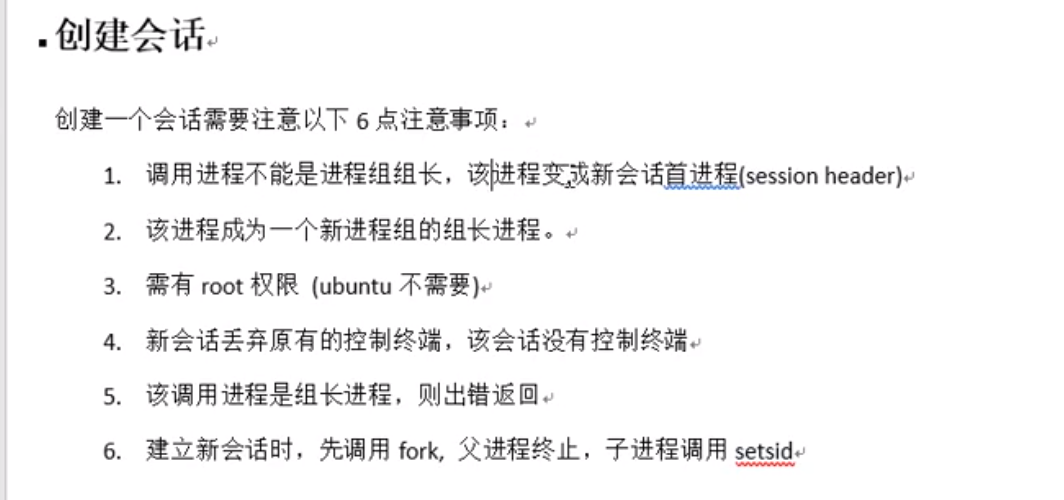 创建会话
创建一个会话需要注意以下 6 点注意事项：
1. 调用进程不能是进程组组长，该进程变成新会话首进程(session header)
2. 该进程成为一个新进程组的组长进程。
3. 需有 root 权限 (ubuntu 不需要)
4. 新会话丢弃原有的控制终端，该会话没有控制终端
5. 该调用进程是组长进程，则出错返回
6. 建立新会话时，先调用 fork, 父进程终止，子进程调用 setsid